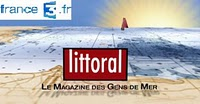 france 3.fr
littoral
LE MAGAZINE DES GENS DE MER